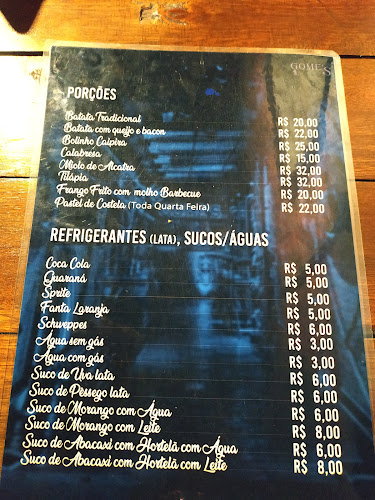 GOMES
PORÇÕES
Batata Tradicional R$ 20,00
Batata com queijo e bacon R$ 22,00
Bolinho Caipira R$ 25,00
Calabresa R$ 15,00
Miolo de Alcatra R$ 32,00
Tilápia R$ 32,00
Frango Frito com molho Barbecue R$ 20,00
Pastel de Costela (Toda Quarta Feira) R$ 22,00
REFRIGERANTES (LATA), SUCOS/ÁGUAS
Coca Cola R$ 5,00
Guaraná R$ 5,00
Sprite R$ 5,00
Fanta Laranja R$ 5,00
Schweppes R$ 6,00
Água sem gás R$ 3,00
Água com gás R$ 3,00
Suco de Uva lata R$ 6,00
Suco de Pessego lata R$ 6,00
Suco de Morango com Água R$ 6,00
Suco de Morango com Leite R$ 8,00
Suco de Abacaxi com Hortelã com Água R$ 6,00
Suco de Abacaxi com Hortelã com Leite R$ 8,00